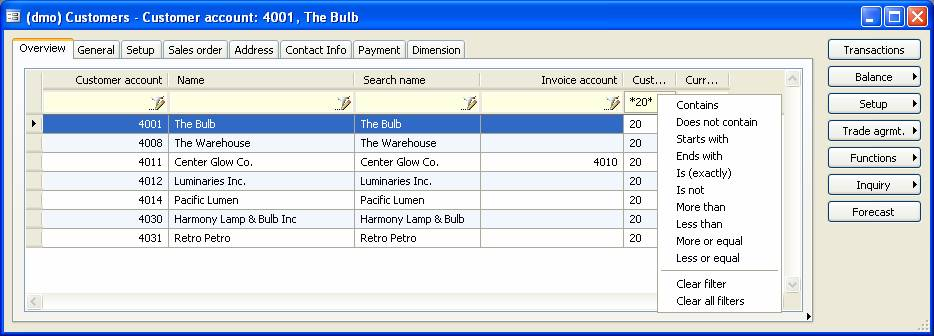 (dmo) Customers - Customer account: 4001, The Bulb
Overview General Setup Sales order Address Contact Info Payment Dimension
Customer account Name Search name Invoice account Cust... Curr...
*20*
4001 The Bulb The Bulb 20
4008 The Warehouse The Warehouse 20
4011 Center Glow Co. Center Glow Co. 4010 20
4012 Luminaries Inc. Luminaries Inc. 20
4014 Pacific Lumen Pacific Lumen 20
4030 Harmony Lamp & Bulb Inc Harmony Lamp & Bulb 20
4031 Retro Petro Retro Petro 20
Contains
Does not contain
Starts with
Ends with
Is (exactly)
Is not
More than
Less than
More or equal
Less or equal
Clear filter
Clear all filters
Transactions
Balance
Setup
Trade agrmt.
Functions
Inquiry
Forecast